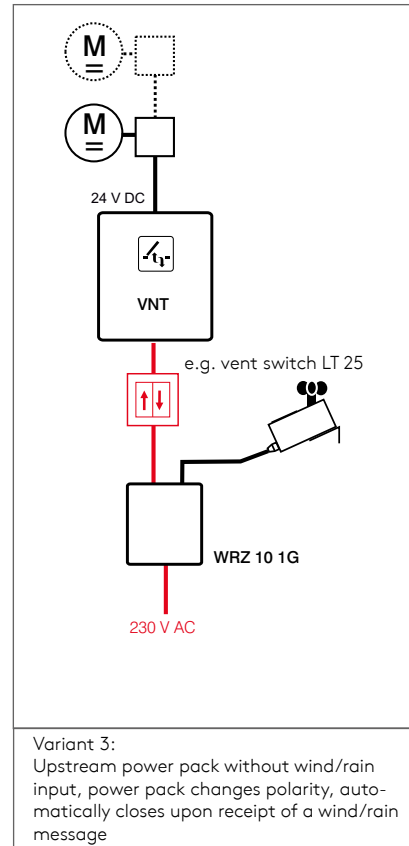 M
=
M
=
24 V DC
VNT
e.g. vent switch LT 25
WRZ 10 1G
230 V AC
Variant 3:
Upstream power pack without wind/rain
input, power pack changes polarity, auto-
matically closes upon receipt of a wind/rain
message